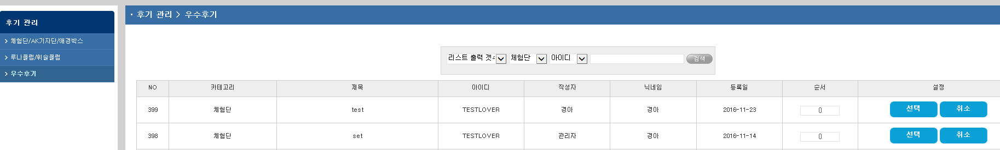 후기 관리
> 체험단/AK기자단/애경박스
> 루나클럽/휘슬클럽
> 우수후기
· 후기 관리 > 우수후기
리스트 출력 갯수 체험단 아이디 검색
NO 카테고리 제목 아이디 작성자 닉네임 등록일 순서 설정
399 체험단 test TESTLOVER 경아 경아 2016-11-23 0 선택 취소
398 체험단 set TESTLOVER 관리자 경아 2016-11-14 0 선택 취소